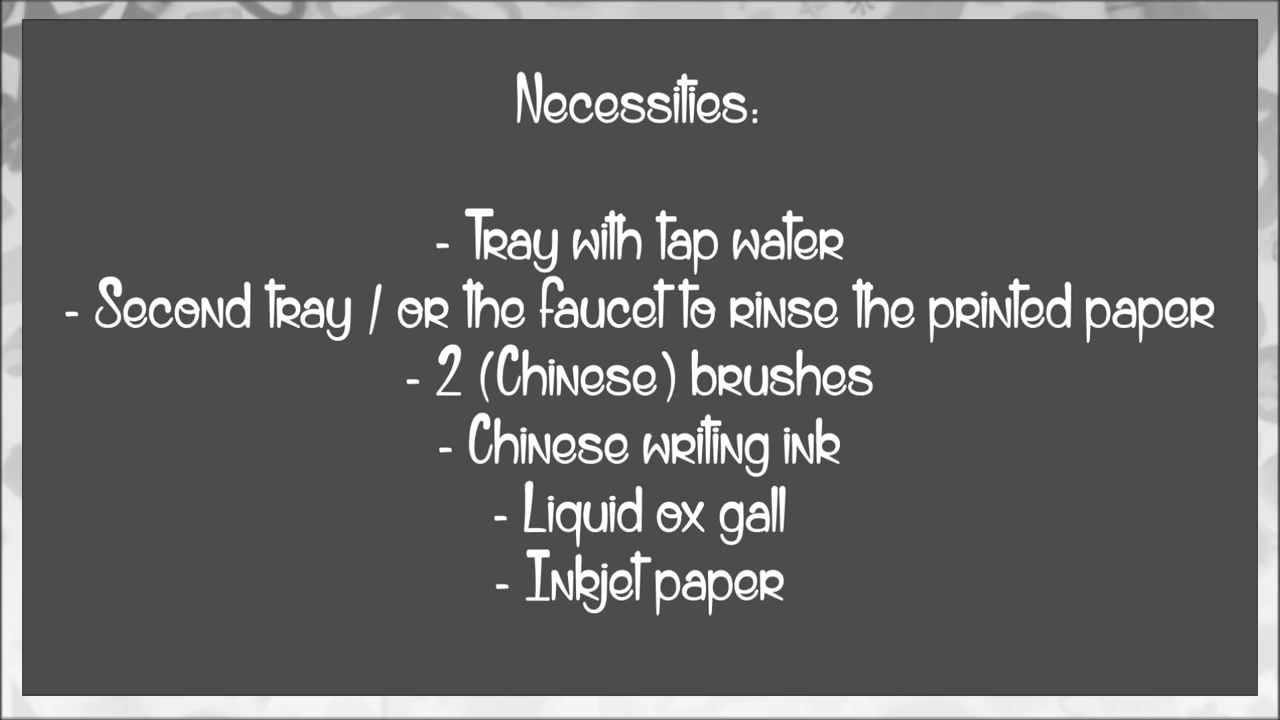 Necessities:
- Tray with tap water
- Second tray / or the faucet to rinse the printed paper
- 2 (Chinese) brushes
- Chinese writing ink
- Liquid ox gall
- Inkjet paper